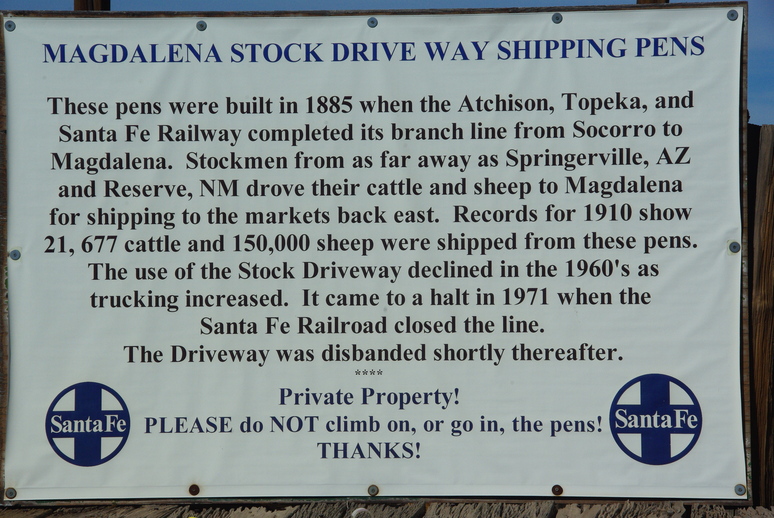 MAGDALENA STOCK DRIVE WAY SHIPPING PENS
These pens were built in 1885 when the Atchison, Topeka, and
Santa Fe Railway completed its branch line from Socorro to
Magdalena. Stockmen from as far away as Springerville, AZ
and Reserve, NM drove their cattle and sheep to Magdalena
for shipping to the markets back east. Records for 1910 show
21, 677 cattle and 150,000 sheep were shipped from these pens.
The use of the Stock Driveway declined in the 1960's as
trucking increased. It came to a halt in 1971 when the
Santa Fe Railroad closed the line.
The Driveway was disbanded shortly thereafter.
****
Private Property!
PLEASE do NOT climb on, or go in, the pens!
THANKS!
Santa Fe
Santa Fe